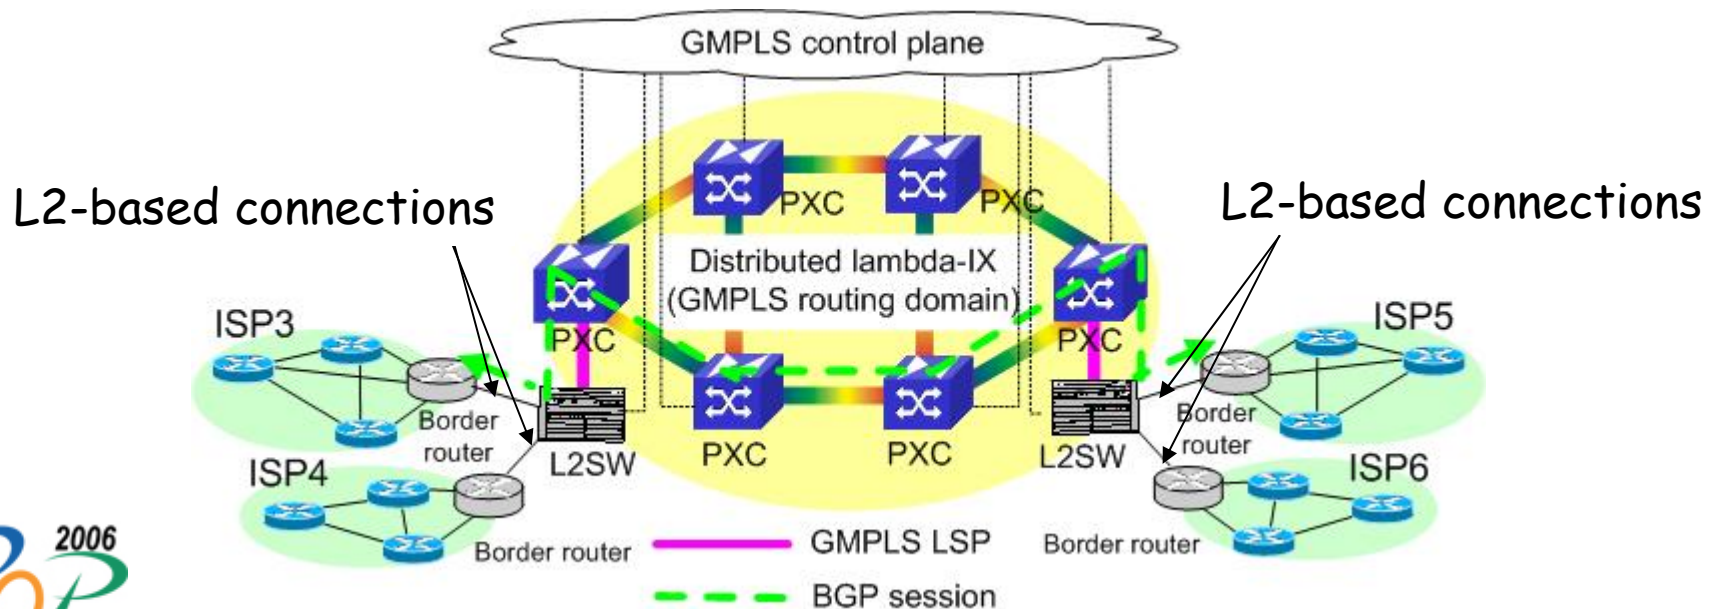 GMPLS control plane
L2-based connections
L2-based connections
PXC
PXC
Distributed lambda-IX
(GMPLS routing domain)
PXC
PXC
ISP3
ISP5
Border
router
Border
router
L2SW
PXC
PXC
L2SW
ISP4
ISP6
Border router
Border router
GMPLS LSP
BGP session
2006